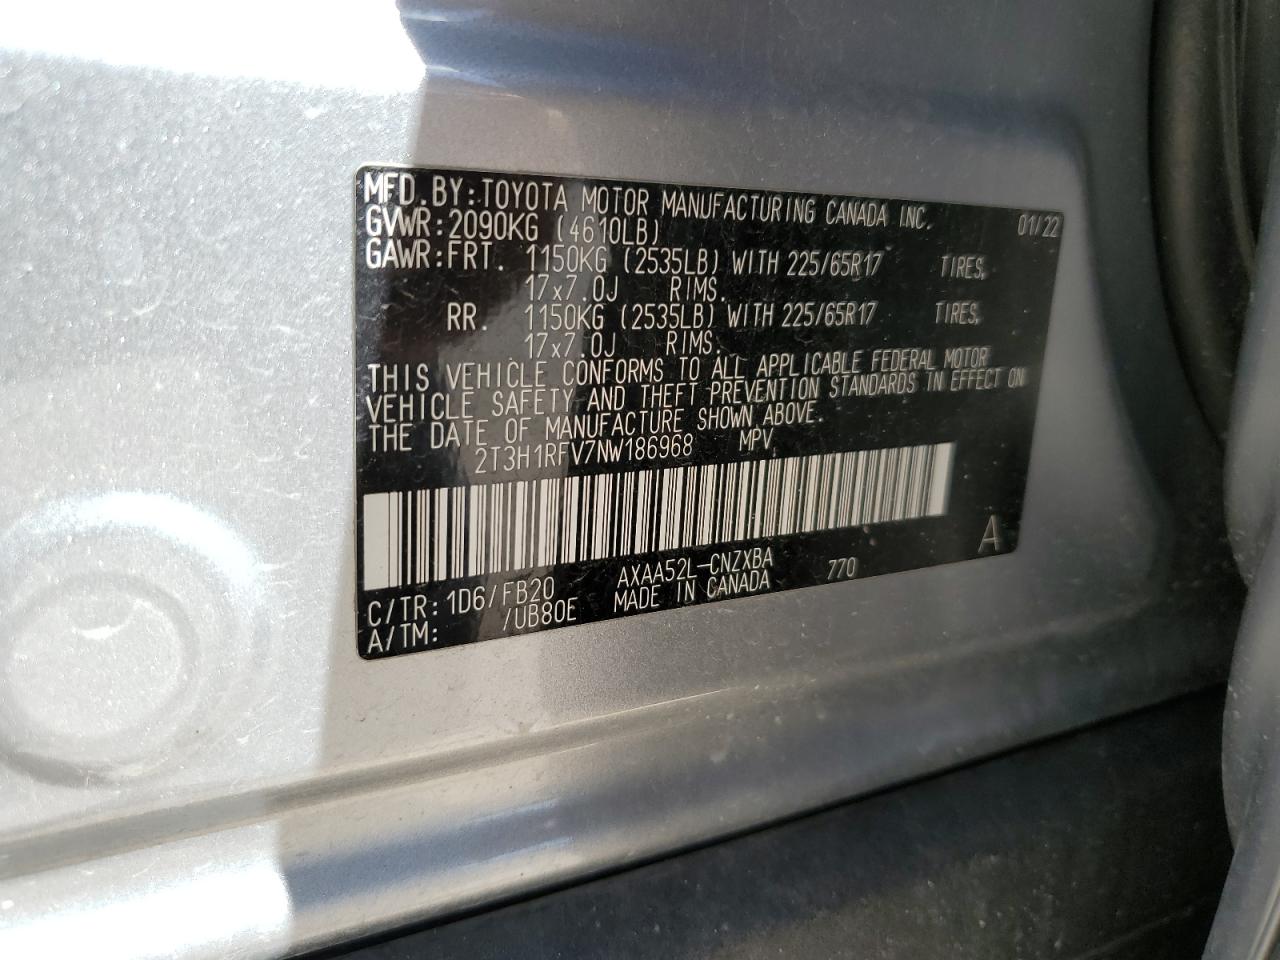 MFD.BY:TOYOTA MOTOR MANUFACTURING CANADA INC. 01/22
GVWR:2090KG (4610LB)
GAWR:FRT. 1150KG (2535LB) WITH 225/65R17 TIRES,
17x7.0J RIMS.
RR. 1150KG (2535LB) WITH 225/65R17 TIRES,
17x7.0J RIMS.
THIS VEHICLE CONFORMS TO ALL APPLICABLE FEDERAL MOTOR
VEHICLE SAFETY AND THEFT PREVENTION STANDARDS IN EFFECT ON
THE DATE OF MANUFACTURE SHOWN ABOVE.
2T3H1RFV7NW186968 MPV
A
C/TR:1D6/FB20 AXAA52L-CNZXBA 770
A/TM: /UB80E MADE IN CANADA